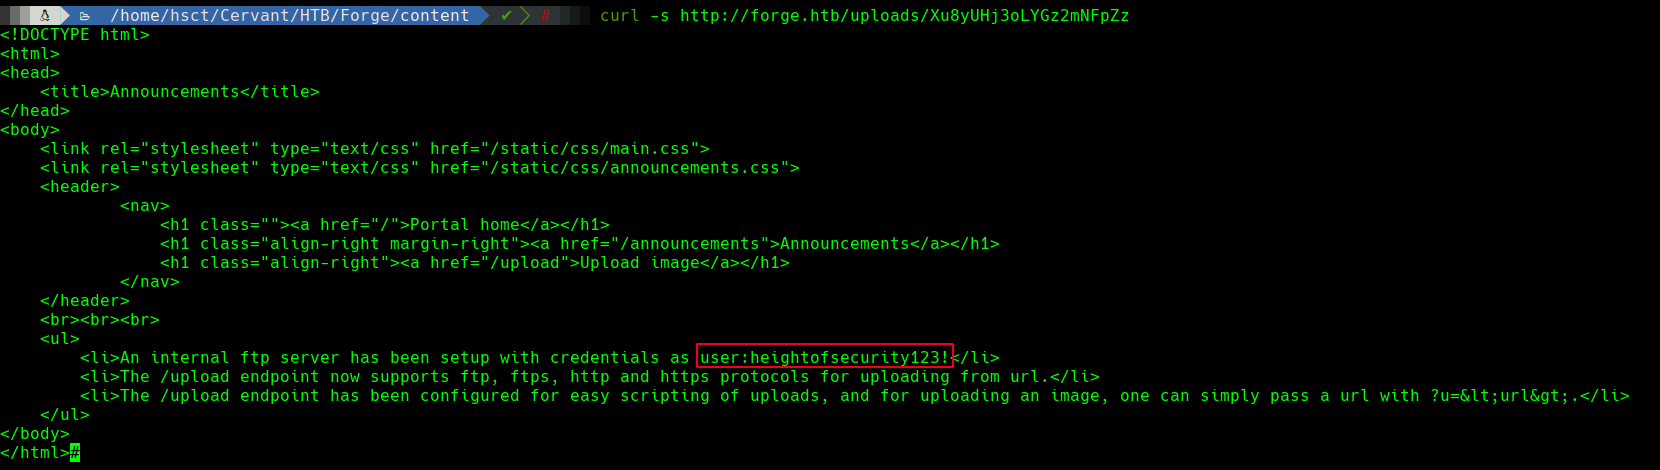 /home/hsct/Cervant/HTB/Forge/content ✔ # curl -s http://forge.htb/uploads/Xu8yUHj3oLYGz2mNFpZz
<!DOCTYPE html>
<html>
<head>
    <title>Announcements</title>
</head>
<body>
    <link rel="stylesheet" type="text/css" href="/static/css/main.css">
    <link rel="stylesheet" type="text/css" href="/static/css/announcements.css">
    <header>
            <nav>
                <h1 class=""><a href="/">Portal home</a></h1>
                <h1 class="align-right margin-right"><a href="/announcements">Announcements</a></h1>
                <h1 class="align-right"><a href="/upload">Upload image</a></h1>
            </nav>
    </header>
    <br><br><br>
    <ul>
        <li>An internal ftp server has been setup with credentials as user:heightofsecurity123!</li>
        <li>The /upload endpoint now supports ftp, ftps, http and https protocols for uploading from url.</li>
        <li>The /upload endpoint has been configured for easy scripting of uploads, and for uploading an image, one can simply pass a url with ?u=&lt;url&gt;.</li>
    </ul>
</body>
</html>#